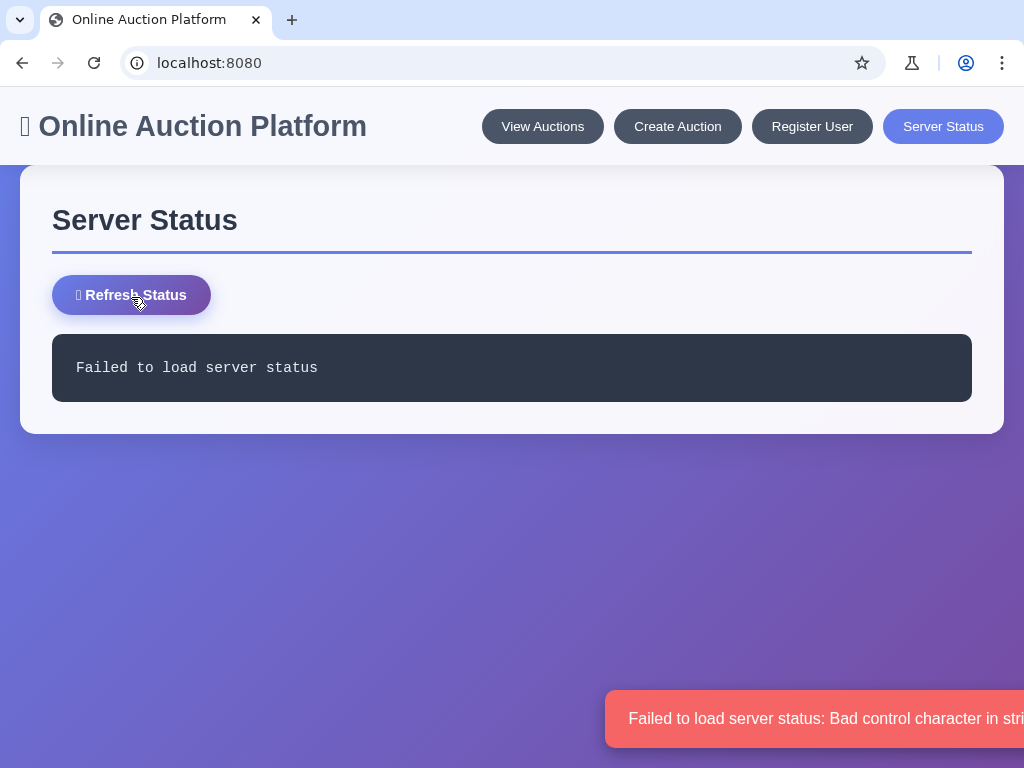 Online Auction Platform
localhost:8080
Online Auction Platform
View Auctions
Create Auction
Register User
Server Status
Server Status
Refresh Status
Failed to load server status
Failed to load server status: Bad control character in stri